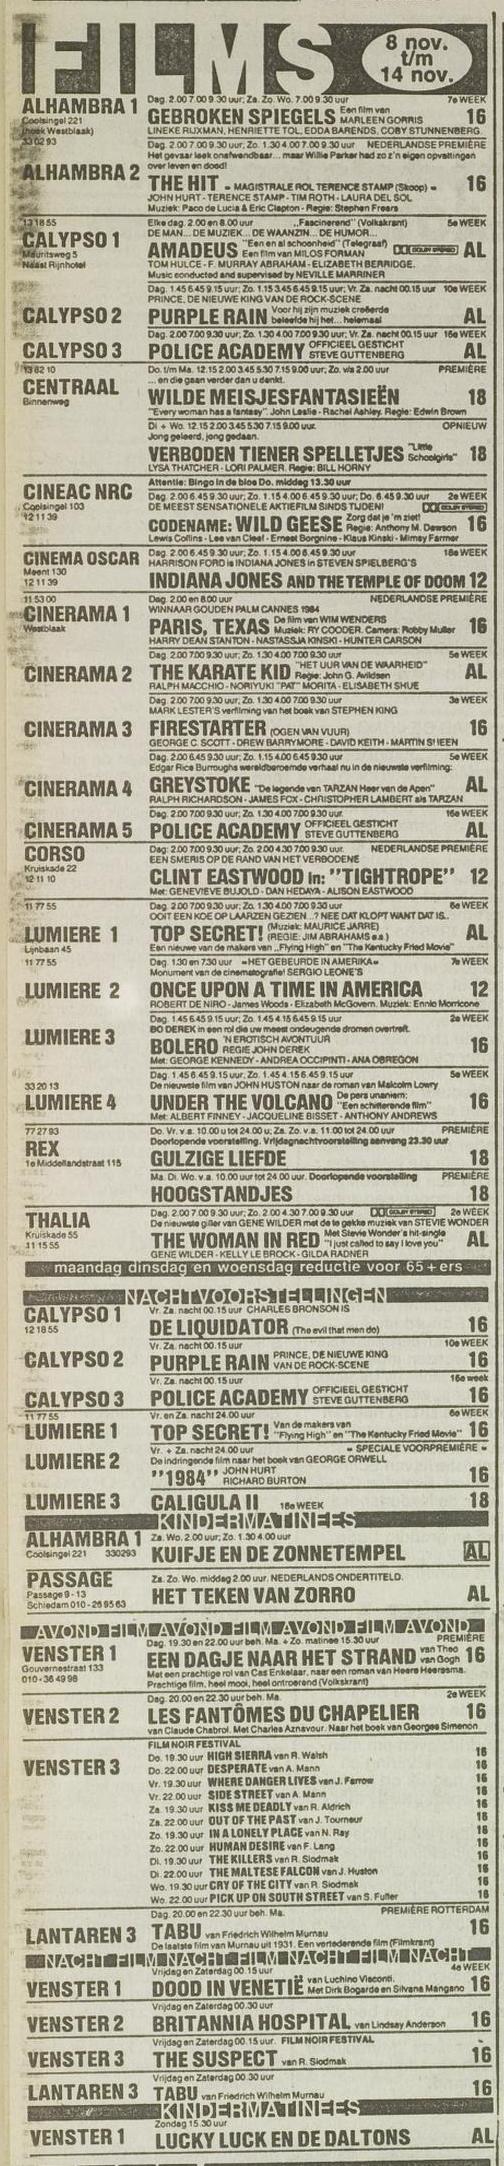 FILMS
8 nov.
t/m
14 nov.
ALHAMBRA 1
Coolsingel 221
(hoek Westblaak)
33 02 93
Dag. 2.00 7.00 9.30 uur; Za. Zo. Wo. 7.00 9.30 uur 7e WEEK
GEBROKEN SPIEGELS Een film van MARLEEN GORRIS 16
LINEKE RIJXMAN, HENRIETTE TOL, EDDA BARENDS, COBY STUNNENBERG
ALHAMBRA 2
Dag. 2.00 7.00 9.30 uur; Zo. 1.30 4.00 7.00 9.30 uur NEDERLANDSE PREMIÈRE
Het gevaar leek onafwendbaar... maar Willie Parker had zo z'n eigen opvattingen
over leven en dood!
THE HIT - MAGISTRALE ROL TERENCE STAMP (Skoop) - 16
JOHN HURT - TERENCE STAMP - TIM ROTH - LAURA DEL SOL
Muziek: Paco de Lucia & Eric Clapton - Regie: Stephen Frears
13 18 55
CALYPSO 1
Mauritsweg 5
Naast Rijnhotel
Elke dag. 2.00 en 8.00 uur „Fascinerend" (Volkskrant) 5e WEEK
DE MAN... DE MUZIEK... DE WAANZIN... DE HUMOR...
AMADEUS "Een en al schoonheid" (Telegraaf) Een film van MILOS FORMAN DOLBY STEREO AL
TOM HULCE - F. MURRAY ABRAHAM - ELIZABETH BERRIDGE.
Music conducted and supervised by NEVILLE MARRINER
CALYPSO 2
Dag. 1.45 6.45 9.15 uur; Zo. 1.15 3.45 6.45 9.15 uur; Vr. Za. nacht 00.15 uur 10e WEEK
PRINCE, DE NIEUWE KING VAN DE ROCK-SCENE
PURPLE RAIN Voor hij zijn muziek creëerde beleefde hij het... helemaal AL
CALYPSO 3
Dag. 2.00 7.00 9.30 uur; Zo. 1.30 4.00 7.00 9.30 uur; Vr. Za. nacht 00.15 uur 16e WEEK
POLICE ACADEMY OFFICIEEL GESTICHT STEVE GUTTENBERG AL
13 82 10
CENTRAAL
Binnenweg
Do. t/m Ma. 12.15 2.00 3.45 5.30 7.15 9.00 uur; Zo. v/a 2.00 uur PREMIÈRE
... en die gaan verder dan u denkt.
WILDE MEISJESFANTASIEËN 18
"Every woman has a fantasy". John Leslie - Rachel Ashley. Regie: Edwin Brown
Di + Wo. 12.15 2.00 3.45 5.30 7.15 9.00 uur. OPNIEUW
Jong geleerd, jong gedaan.
VERBODEN TIENER SPELLETJES "Little Schoolgirls" 18
LYSA THATCHER - LORI PALMER. Regie: BILL HORNY
Attentie: Bingo in de bios Do. middag 13.30 uur
CINEAC NRC
Coolsingel 103
12 11 39
Dag. 2.00 6.45 9.30 uur; Zo. 1.15 4.00 6.45 9.30 uur; Do. 6.45 9.30 uur 2e WEEK
DE MEEST SENSATIONELE AKTIEFILM SINDS TIJDEN! DOLBY STEREO
CODENAME: WILD GEESE Zorg dat je 'm ziet! Regie: Anthony M. Dawson 16
Lewis Collins - Lee van Cleef - Ernest Borgnine - Klaus Kinski - Mimsy Farmer
CINEMA OSCAR
Meent 130
12 11 39
Dag. 2.00 6.45 9.30 uur; Zo. 1.15 4.00 6.45 9.30 uur 18e WEEK
HARRISON FORD is INDIANA JONES in STEVEN SPIELBERG'S
INDIANA JONES AND THE TEMPLE OF DOOM 12
11 53 00
CINERAMA 1
Westblaak
Dag. 2.00 en 8.00 uur NEDERLANDSE PREMIÈRE
WINNAAR GOUDEN PALM CANNES 1984
PARIS, TEXAS De film van WIM WENDERS Muziek: RY COODER. Camera: Robby Muller 16
HARRY DEAN STANTON - NASTASSJA KINSKI - HUNTER CARSON
CINERAMA 2
Dag. 2.00 7.00 9.30 uur; Zo. 1.30 4.00 7.00 9.30 uur 5e WEEK
THE KARATE KID "HET UUR VAN DE WAARHEID" Regie: John G. Avildsen AL
RALPH MACCHIO - NORIYUKI "PAT" MORITA - ELISABETH SHUE
CINERAMA 3
Dag. 2.00 7.00 9.30 uur; Zo. 1.30 4.00 7.00 9.30 uur 3e WEEK
MARK LESTER'S verfilming van het boek van STEPHEN KING
FIRESTARTER (OGEN VAN VUUR) 16
GEORGE C. SCOTT - DREW BARRYMORE - DAVID KEITH - MARTIN SHEEN
CINERAMA 4
Dag. 2.00 6.45 9.30 uur; Zo. 1.15 4.00 6.45 9.30 uur 5e WEEK
Edgar Rice Burroughs wereldberoemde verhaal nu in de nieuwste verfilming:
GREYSTOKE "De legende van TARZAN Heer van de Apen" AL
RALPH RICHARDSON - JAMES FOX - CHRISTOPHER LAMBERT als TARZAN
CINERAMA 5
Dag. 2.00 7.00 9.30 uur; Zo. 1.30 4.00 7.00 9.30 uur. 16e WEEK
POLICE ACADEMY OFFICIEEL GESTICHT STEVE GUTTENBERG AL
CORSO
Kruiskade 22
12 11 10
Dag: 2.00 7.00 9.30 uur; Zo. 2.00 4.30 7.00 9.30 uur. NEDERLANDSE PREMIÈRE
EEN SMERIS OP DE RAND VAN HET VERBODENE
CLINT EASTWOOD in: "TIGHTROPE" 12
Met: GENEVIEVE BUJOLD - DAN HEDAYA - ALISON EASTWOOD
11 77 55
LUMIERE 1
Lijnbaan 45
Dag. 2.00 7.00 9.30 uur; Zo. 1.30 4.00 7.00 9.30 uur 6e WEEK
OOIT EEN KOE OP LAARZEN GEZIEN ..? NEE DAT KLOPT WANT DAT IS..
TOP SECRET! (Muziek: MAURICE JARRE) (REGIE: JIM ABRAHAMS e.a.) AL
Een nieuwe van de makers van „Flying High" en "The Kentucky Fried Movie"
11 77 55
LUMIERE 2
Dag. 1.30 en 7.30 uur -HET GEBEURDE IN AMERIKA- 7e WEEK
Monument van de cinematografie! SERGIO LEONE'S
ONCE UPON A TIME IN AMERICA 12
ROBERT DE NIRO - James Woods - Elizabeth McGovern. Muziek: Ennio Morricone
LUMIERE 3
Dag. 1.45 6.45 9.15 uur; Zo. 1.45 4.15 6.45 9.15 uur 2e WEEK
BO DEREK in een rol die uw meest ondeugende dromen overtreft.
BOLERO 'N EROTISCH AVONTUUR REGIE JOHN DEREK 16
Met: GEORGE KENNEDY - ANDREA OCCIPINTI - ANA OBREGON
33 20 13
LUMIERE 4
Dag. 1.45 6.45 9.15 uur; Zo. 1.45 4.15 6.45 9.15 uur 5e WEEK
De nieuwste film van JOHN HUSTON naar de roman van Malcolm Lowry
UNDER THE VOLCANO De pers unaniem: "Een schitterende film" 16
Met: ALBERT FINNEY - JACQUELINE BISSET - ANTHONY ANDREWS
77 27 93
REX
1e Middellandstraat 115
Do. Vr. v.a. 10.00 u tot 24.00 u; Za. Zo. v.a. 11.00 tot 24.00 uur PREMIÈRE
Doorlopende voorstelling. Vrijdagnachtvoorstelling aanvang 23.30 uur
GULZIGE LIEFDE 18
Ma. Di. Wo. v.a. 10.00 uur tot 24.00 uur. Doorlopende voorstelling PREMIÈRE
HOOGSTANDJES 18
THALIA
Kruiskade 55
11 15 55
Dag. 2.00 7.00 9.30 uur; Zo. 2.00 4.30 7.00 9.30 uur DOLBY STEREO 2e WEEK
De nieuwste giller van GENE WILDER met de te gekke muziek van STEVIE WONDER
THE WOMAN IN RED Met Stevie Wonder's hit-single "I just called to say I love you" AL
GENE WILDER - KELLY LE BROCK - GILDA RADNER
maandag dinsdag en woensdag reductie voor 65+ers
NACHTVOORSTELLINGEN
CALYPSO 1
12 18 55
Vr. Za. nacht 00.15 uur CHARLES BRONSON IS
DE LIQUIDATOR (The evil that men do) 16
CALYPSO 2
Vr. Za. nacht 00.15 uur 10e WEEK
PURPLE RAIN PRINCE, DE NIEUWE KING VAN DE ROCK-SCENE 16
CALYPSO 3
Vr. Za. nacht 00.15 uur 16e week
POLICE ACADEMY OFFICIEEL GESTICHT STEVE GUTTENBERG 16
11 77 55
LUMIERE 1
Vr. en Za. nacht 24.00 uur 6e WEEK
TOP SECRET! Van de makers van "Flying High" en "The Kentucky Fried Movie" 16
LUMIERE 2
Vr. + Za. nacht 24.00 uur - SPECIALE VOORPREMIÈRE -
De indringende film naar het boek van GEORGE ORWELL
"1984" JOHN HURT RICHARD BURTON 16
LUMIERE 3
CALIGULA II 16e WEEK 18
KINDERMATINEES
ALHAMBRA 1
Coolsingel 221 330293
Za. Wo. 2.00 uur; Zo. 1.30 4.00 uur
KUIFJE EN DE ZONNETEMPEL AL
PASSAGE
Passage 9 - 13
Schiedam 010 - 26 95 63
Za. Zo. Wo. middag 2.00 uur. NEDERLANDS ONDERTITELD.
HET TEKEN VAN ZORRO AL
AVOND FILM AVOND FILM AVOND FILM AVOND
VENSTER 1
Gouvernestraat 133
010 - 36 49 98
Dag. 19.30 en 22.00 uur beh. Ma. + Zo. matinee 15.30 uur PREMIÈRE
EEN DAGJE NAAR HET STRAND van Theo van Gogh 16
Met een prachtige rol van Cas Enkelaar, naar een roman van Heere Heeresma.
Prachtige film, heel mooi, heel ontroerend (Volkskrant)
VENSTER 2
Dag. 20.00 en 22.30 uur beh. Ma. 2e WEEK
LES FANTÔMES DU CHAPELIER 16
van Claude Chabrol. Met Charles Aznavour. Naar het boek van Georges Simenon
VENSTER 3
FILM NOIR FESTIVAL
Do. 19.30 uur HIGH SIERRA van R. Walsh 16
Do. 22.00 uur DESPERATE van A. Mann 16
Vr. 19.30 uur WHERE DANGER LIVES van J. Farrow 16
Vr. 22.00 uur SIDE STREET van A. Mann 16
Za. 19.30 uur KISS ME DEADLY van R. Aldrich 16
Za. 22.00 uur OUT OF THE PAST van J. Tourneur 16
Zo. 19.30 uur IN A LONELY PLACE van N. Ray 16
Zo. 22.00 uur HUMAN DESIRE van F. Lang 16
Di. 19.30 uur THE KILLERS van R. Siodmak 16
Di. 22.00 uur THE MALTESE FALCON van J. Huston 16
Wo. 19.30 uur CRY OF THE CITY van R. Siodmak 16
Wo. 22.00 uur PICK UP ON SOUTH STREET van S. Fuller 16
LANTAREN 3
Dag. 20.00 en 22.30 uur beh. Ma. PREMIÈRE ROTTERDAM
TABU van Friedrich Wilhelm Murnau 16
De laatste film van Murnau uit 1931. Een vertederende film (Filmkrant)
NACHT FILM NACHT FILM NACHT FILM NACHT
VENSTER 1
Vrijdag en Zaterdag 00.15 uur 4e WEEK
DOOD IN VENETIË van Luchino Visconti. Met Dirk Bogarde en Silvana Mangano 16
VENSTER 2
Vrijdag en Zaterdag 00.30 uur
BRITANNIA HOSPITAL van Lindsay Anderson 16
VENSTER 3
Vrijdag en Zaterdag 00.15 uur. FILM NOIR FESTIVAL
THE SUSPECT van R. Siodmak 16
LANTAREN 3
Vrijdag en Zaterdag 00.30 uur
TABU van Friedrich Wilhelm Murnau 16
KINDERMATINEES
VENSTER 1
Zondag 15.30 uur
LUCKY LUCK EN DE DALTONS AL